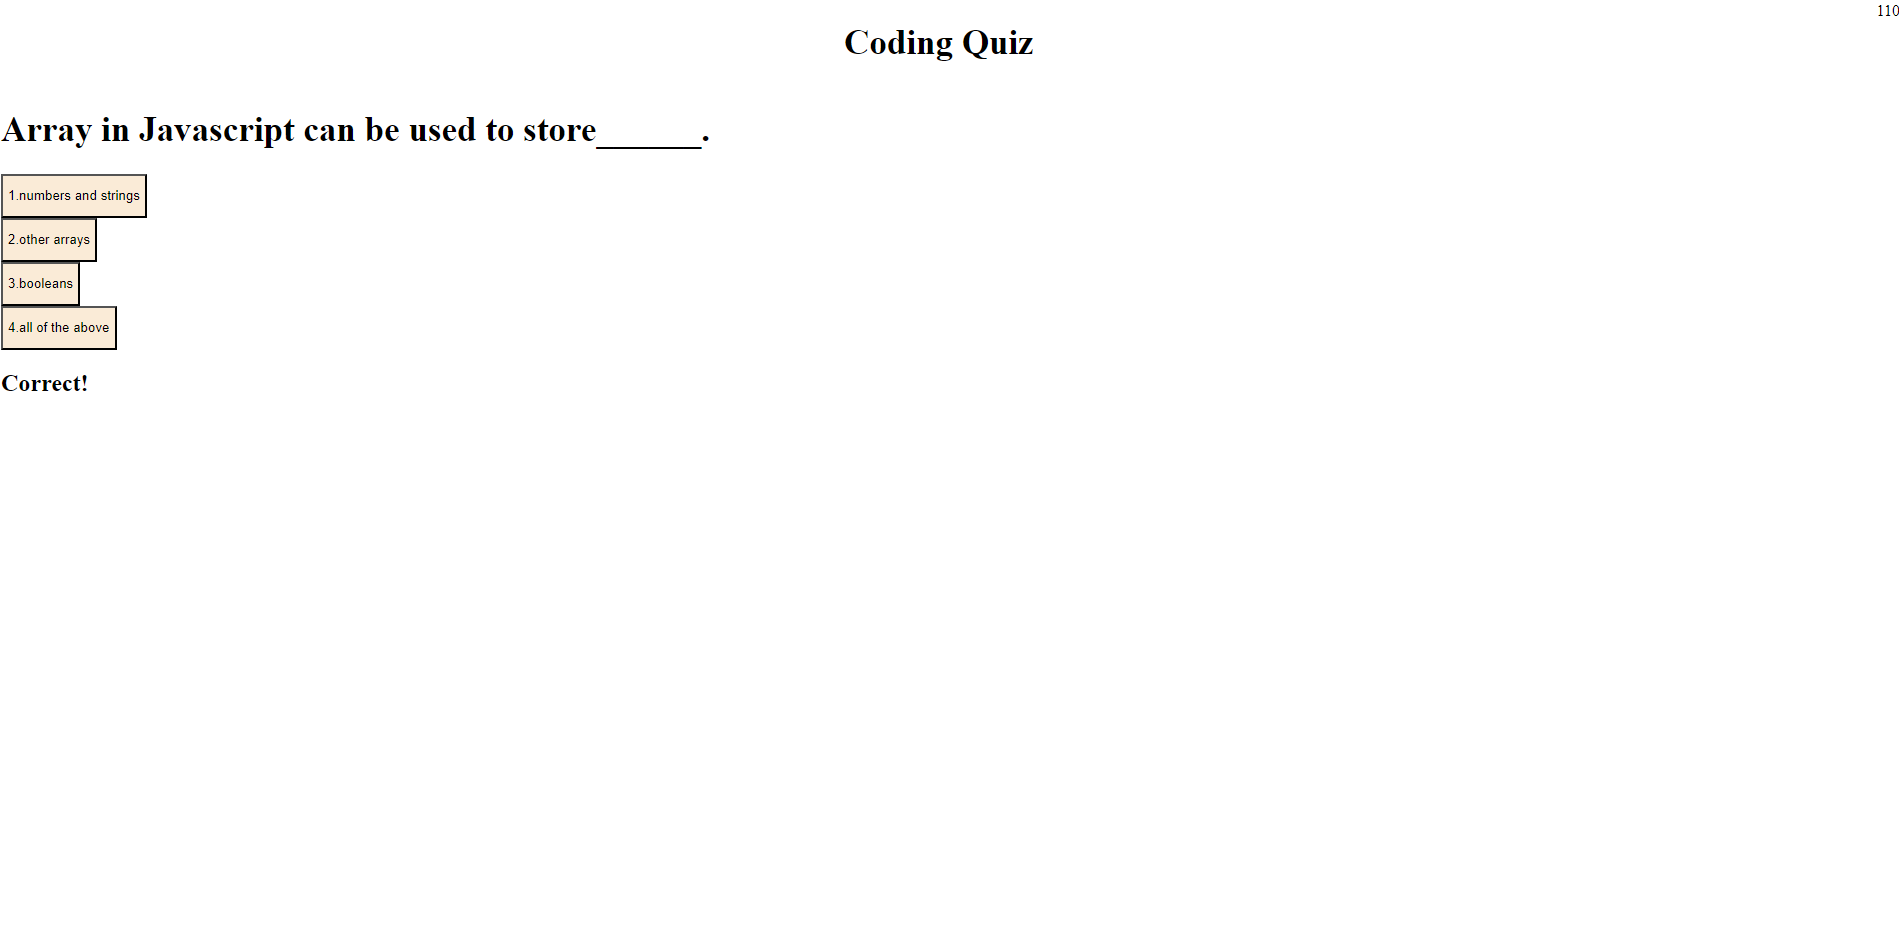 110
Coding Quiz
Array in Javascript can be used to store______.
1.numbers and strings
2.other arrays
3.booleans
4.all of the above
Correct!